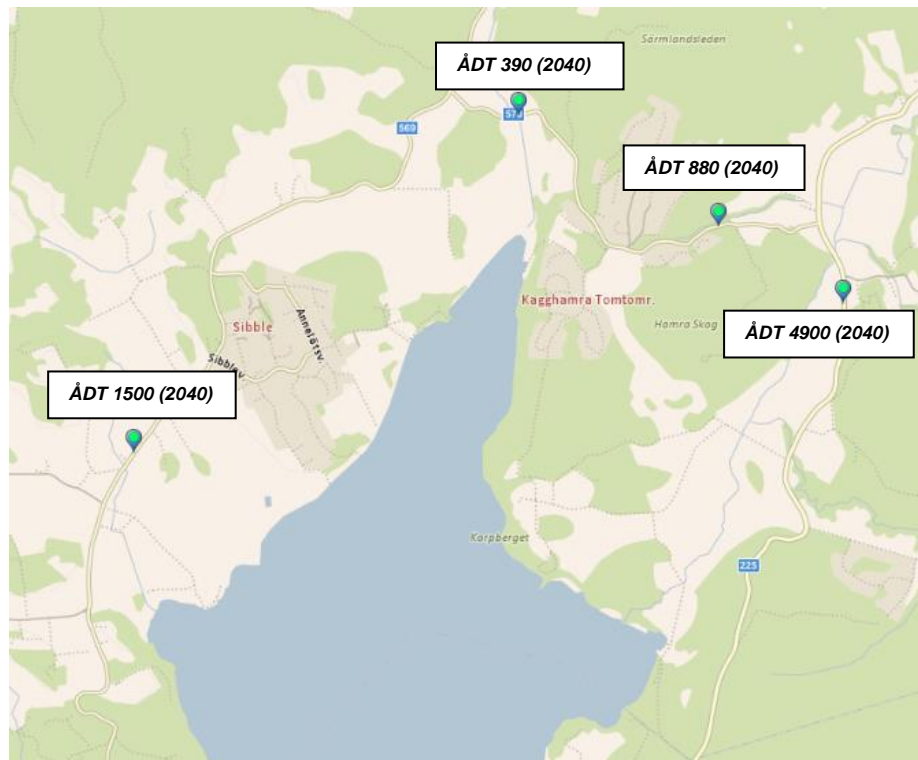 Sörmlandsleden
ÅDT 390 (2040)
570
569
ÅDT 880 (2040)
Kagghamra Tomtomr.
Sibble
Annelötsv.
Hamra Skog
ÅDT 4900 (2040)
Sibblev.
ÅDT 1500 (2040)
Korpberget
225